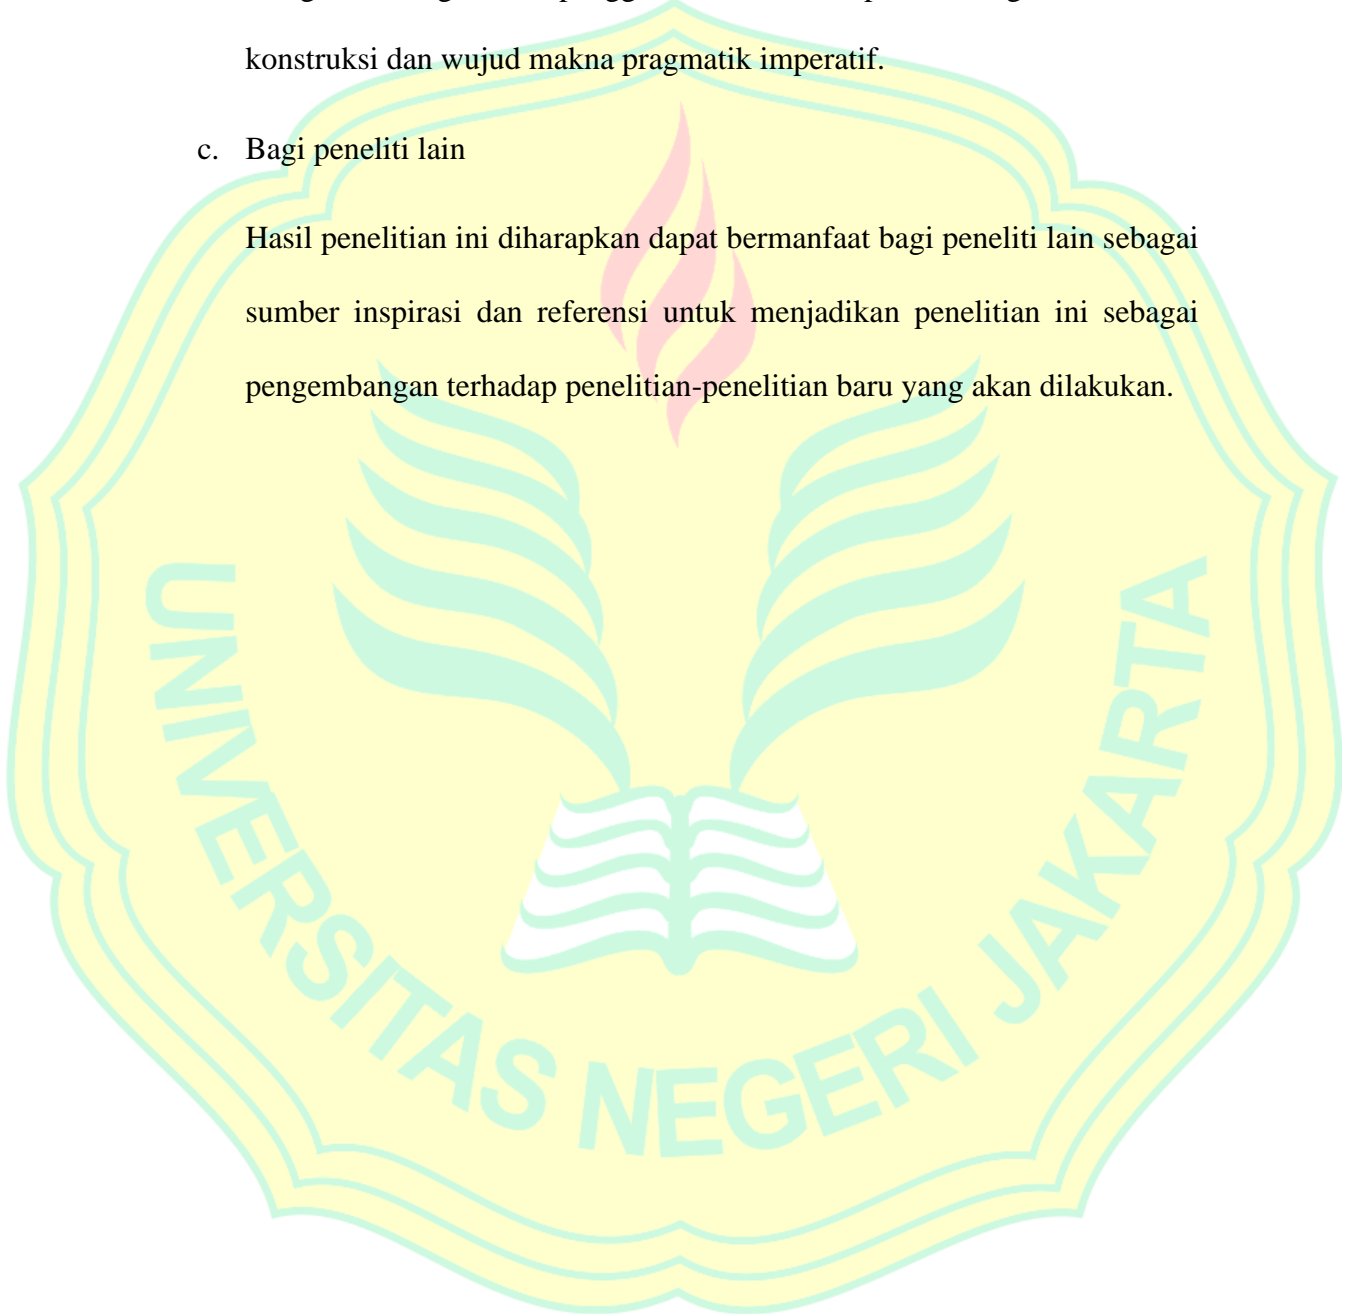 konstruksi dan wujud makna pragmatik imperatif.
c. Bagi peneliti lain
Hasil penelitian ini diharapkan dapat bermanfaat bagi peneliti lain sebagai
sumber inspirasi dan referensi untuk menjadikan penelitian ini sebagai
pengembangan terhadap penelitian-penelitian baru yang akan dilakukan.
UNIVERSITAS NEGERI JAKARTA